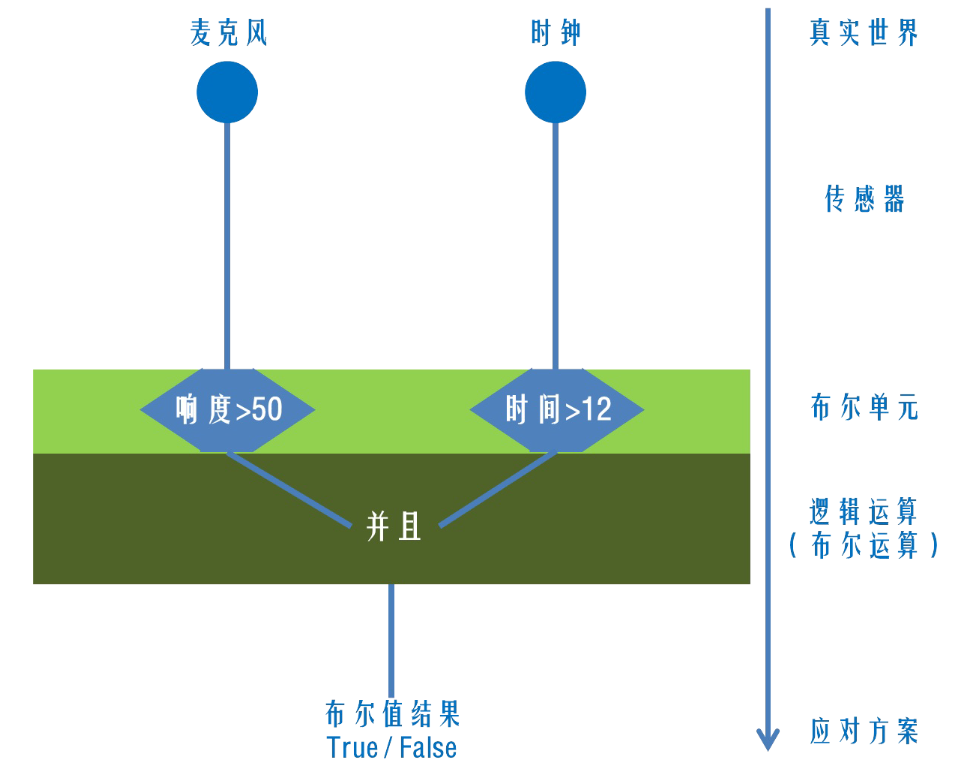 麦克风
时钟
真实世界
传感器
响度>50
时间>12
布尔单元
并且
逻辑运算
(布尔运算)
布尔值结果
True / False
应对方案